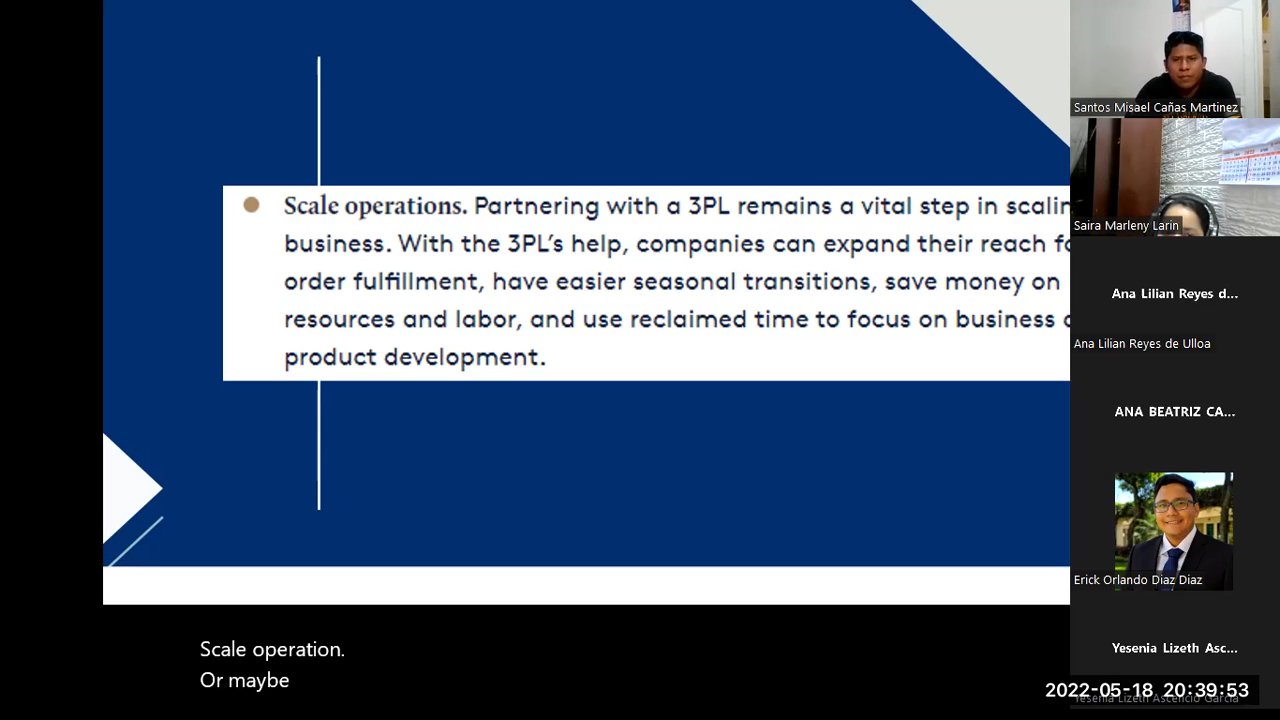 Scale operations. Partnering with a 3PL remains a vital step in
business. With the 3PL's help, companies can expand their reach
order fulfillment, have easier seasonal transitions, save money on
resources and labor, and use reclaimed time to focus on business
product development.
Scale operation.
Or maybe
Santos Misael Cañas Martinez
Saira Marleny Larin
Ana Lilian Reyes d...
Ana Lilian Reyes de Ulloa
ANA BEATRIZ CA...
Erick Orlando Diaz Diaz
Yesenia Lizeth Asc...
Yesenia Lizeth Ascencio Garcia
2022-05-18 20:39:53